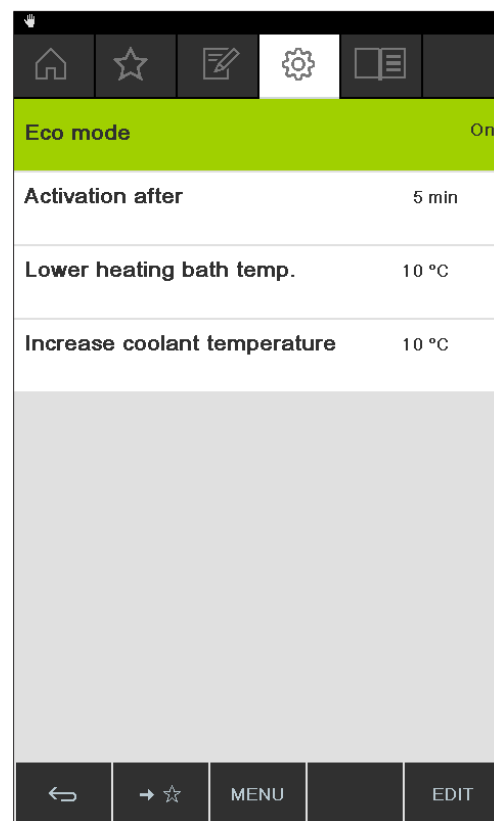 Eco mode On
Activation after 5 min
Lower heating bath temp. 10 °C
Increase coolant temperature 10 °C
MENU EDIT